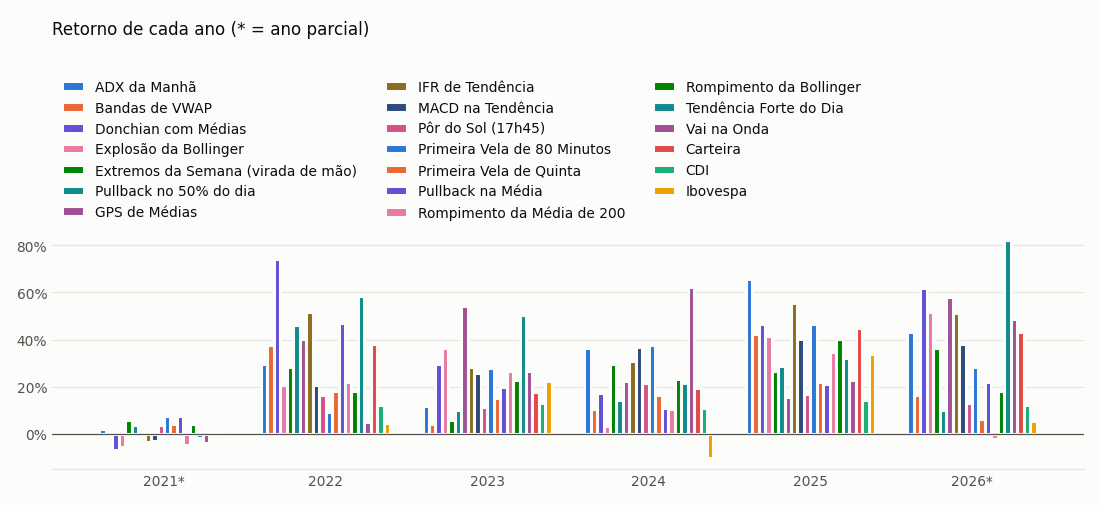 Retorno de cada ano (* = ano parcial)
ADX da Manhã
Bandas de VWAP
Donchian com Médias
Explosão da Bollinger
Extremos da Semana (virada de mão)
Pullback no 50% do dia
GPS de Médias
IFR de Tendência
MACD na Tendência
Pôr do Sol (17h45)
Primeira Vela de 80 Minutos
Primeira Vela de Quinta
Pullback na Média
Rompimento da Média de 200
Rompimento da Bollinger
Tendência Forte do Dia
Vai na Onda
Carteira
CDI
Ibovespa
80%
60%
40%
20%
0%
2021* 2022 2023 2024 2025 2026*